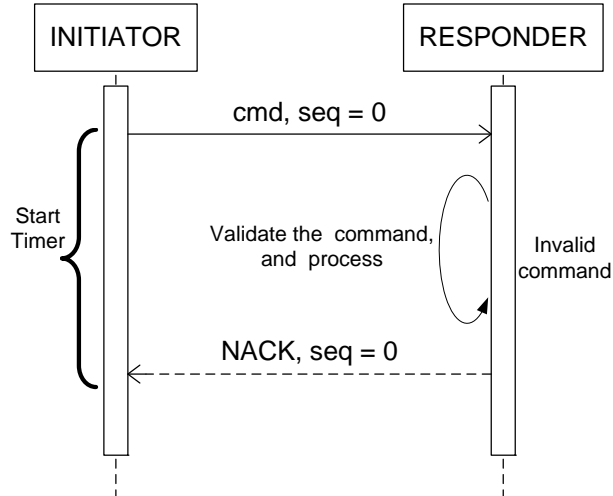 INITIATOR
RESPONDER
cmd, seq = 0
Start
Timer
Validate the command,
and process
Invalid
command
NACK, seq = 0